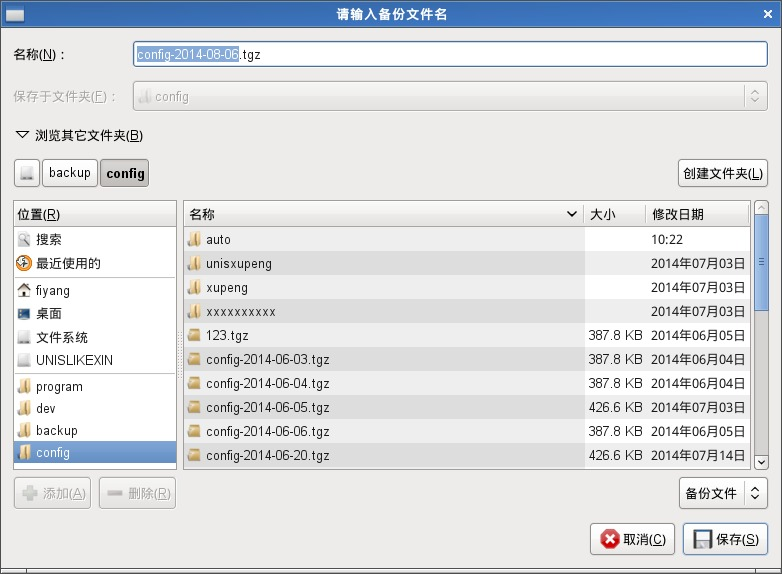 请输入备份文件名
名称(N)： config-2014-08-06.tgz
保存于文件夹(F)： config
浏览其它文件夹(B)
backup config 创建文件夹(L)
位置(R)
搜索
最近使用的
fiyang
桌面
文件系统
UNISLIKEXIN
program
dev
backup
config
名称 大小 修改日期
auto 10:22
unisxupeng 2014年07月03日
xupeng 2014年07月03日
xxxxxxxxxx 2014年07月03日
123.tgz 387.8 KB 2014年06月05日
config-2014-06-03.tgz 387.8 KB 2014年06月04日
config-2014-06-04.tgz 387.8 KB 2014年06月04日
config-2014-06-05.tgz 426.6 KB 2014年07月03日
config-2014-06-06.tgz 387.8 KB 2014年06月05日
config-2014-06-20.tgz 426.6 KB 2014年07月14日
添加(A) 删除(R) 备份文件
取消(C) 保存(S)